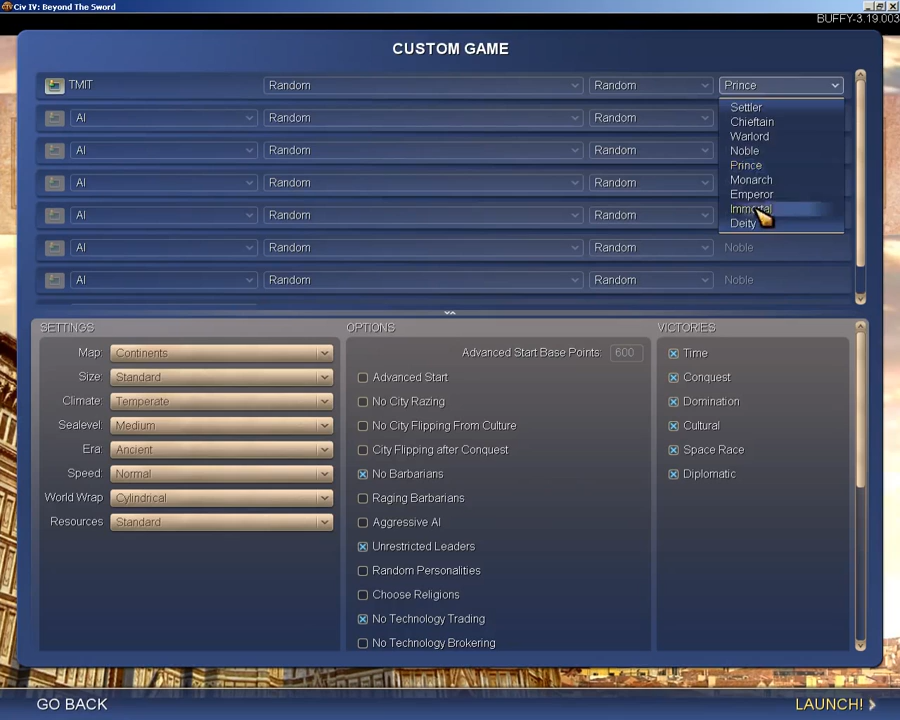 Civ IV: Beyond The Sword
BUFFY-3.19.003
CUSTOM GAME
TMIT Random Random Prince
AI Random Random
AI Random Random
AI Random Random
AI Random Random
AI Random Random Noble
AI Random Random Noble
Settler
Chieftain
Warlord
Noble
Prince
Monarch
Emperor
Immortal
Deity
SETTINGS
Map: Continents
Size: Standard
Climate: Temperate
Sealevel: Medium
Era: Ancient
Speed: Normal
World Wrap Cylindrical
Resources Standard
OPTIONS
Advanced Start Base Points: 600
Advanced Start
No City Razing
No City Flipping From Culture
City Flipping after Conquest
No Barbarians
Raging Barbarians
Aggressive AI
Unrestricted Leaders
Random Personalities
Choose Religions
No Technology Trading
No Technology Brokering
VICTORIES
Time
Conquest
Domination
Cultural
Space Race
Diplomatic
GO BACK
LAUNCH!